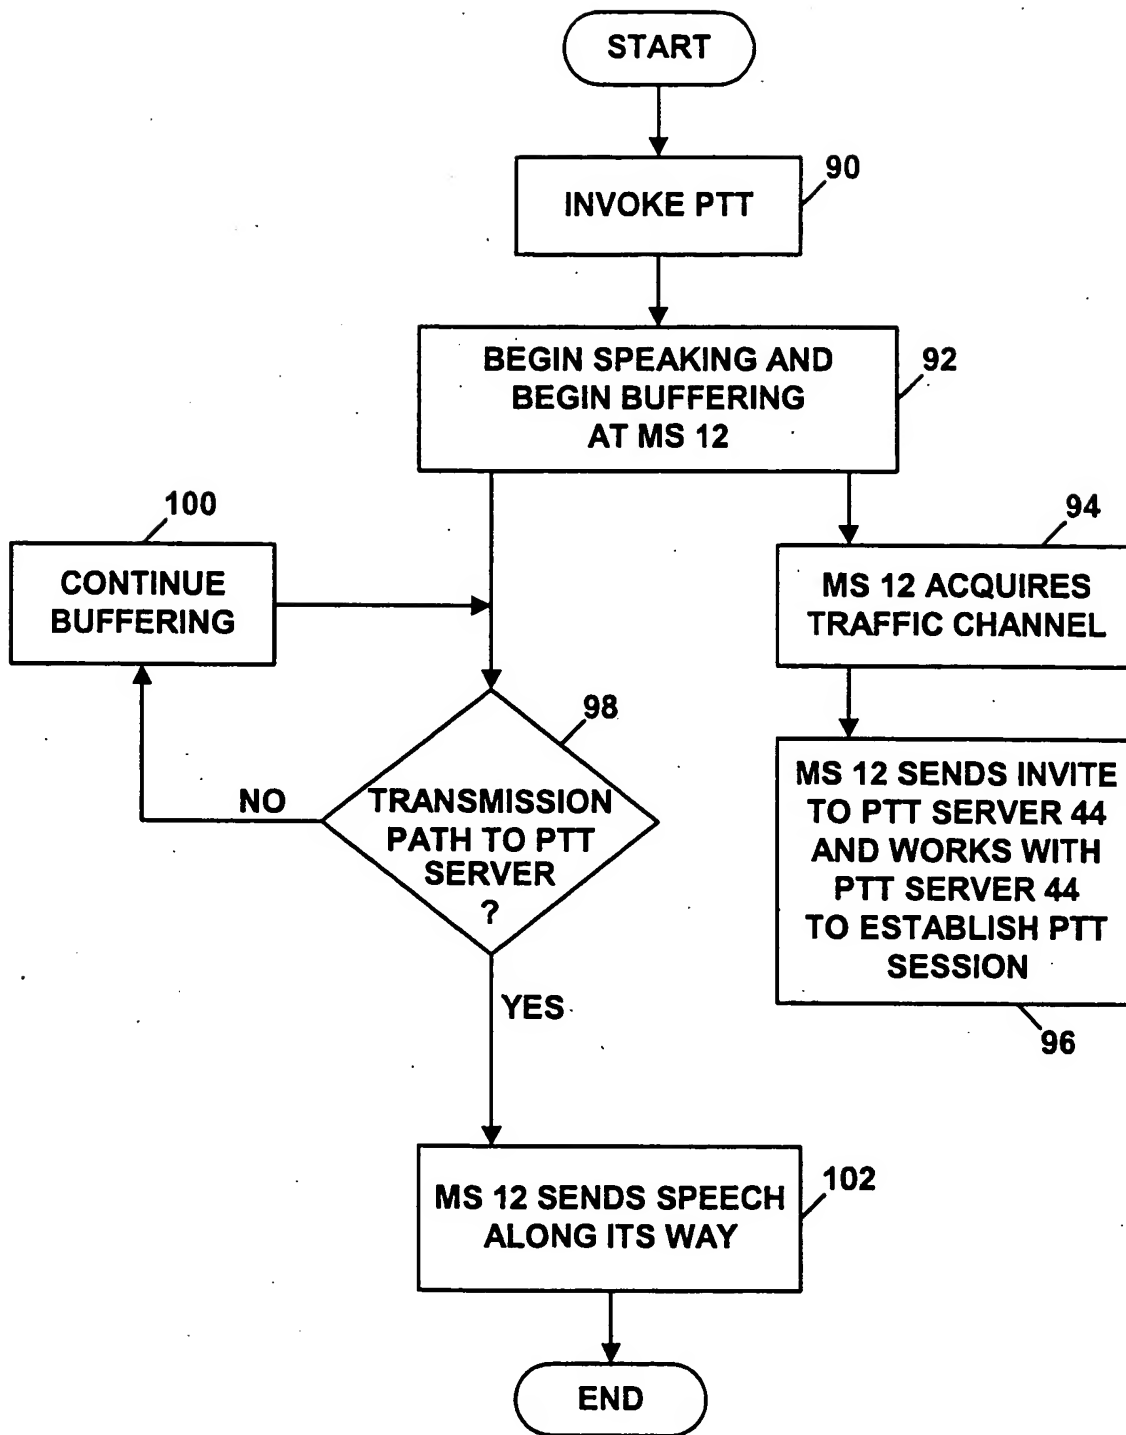 START
INVOKE PTT
90
BEGIN SPEAKING AND
BEGIN BUFFERING
AT MS 12
92
100
CONTINUE
BUFFERING
94
MS 12 ACQUIRES
TRAFFIC CHANNEL
98
NO
TRANSMISSION
PATH TO PTT
SERVER
?
YES
MS 12 SENDS INVITE
TO PTT SERVER 44
AND WORKS WITH
PTT SERVER 44
TO ESTABLISH PTT
SESSION
96
MS 12 SENDS SPEECH
ALONG ITS WAY
102
END